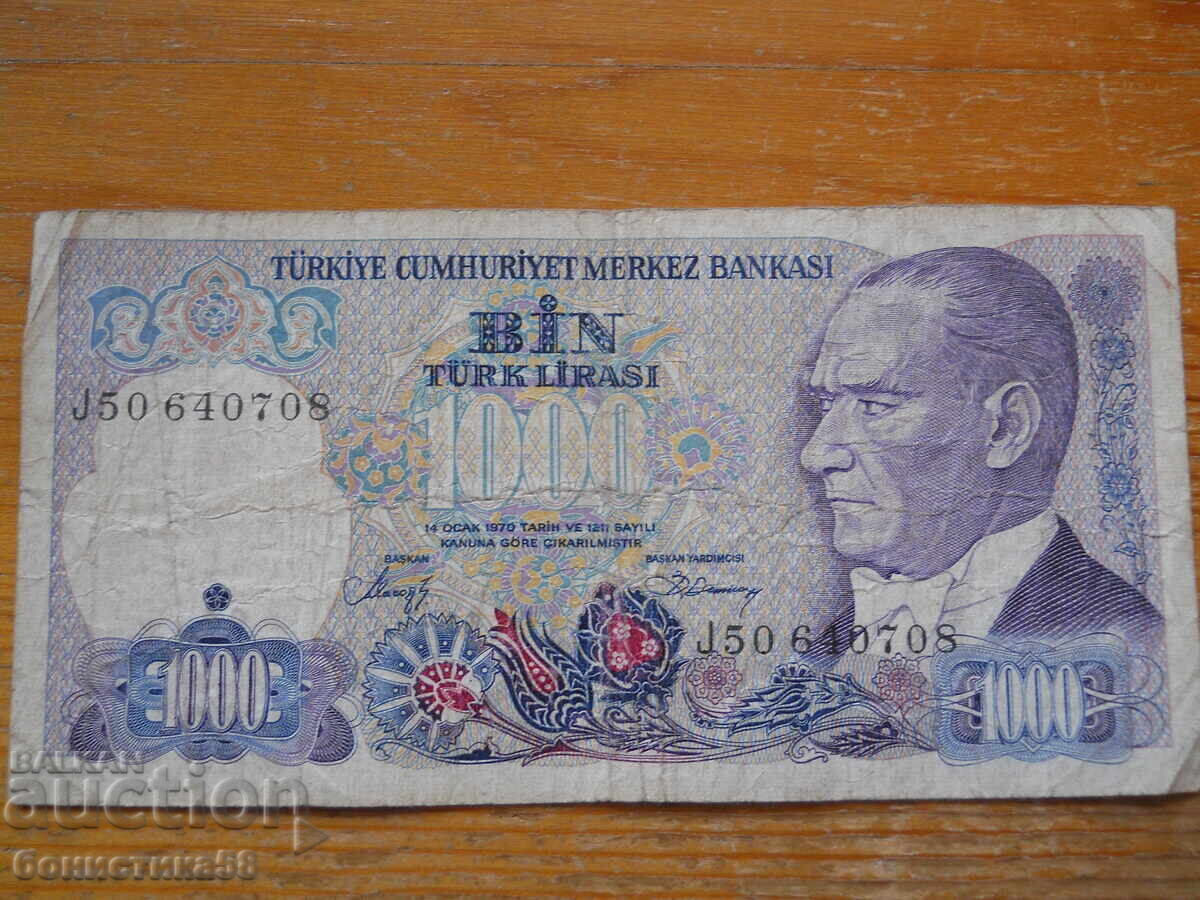 TÜRKİYE CUMHURİYET MERKEZ BANKASI
BİN
TÜRK LİRASI
J50 640708
1000
14 OCAK 1970 TARİH VE 1211 SAYILI
KANUNA GÖRE ÇIKARILMIŞTIR
BAŞKAN
BAŞKAN YARDIMCISI
J50 640708
1000
1000
BALKAN
auction
бонистика58